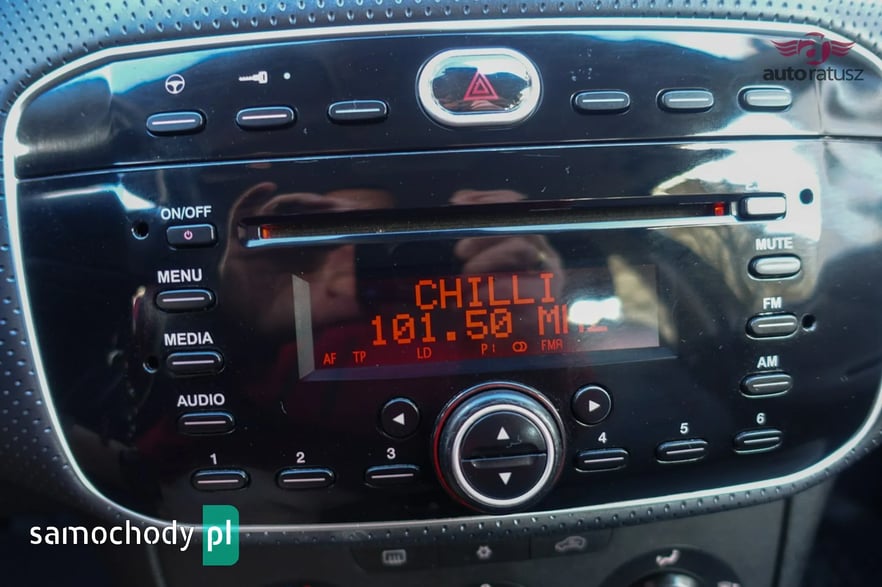 autoratusz
ON/OFF
MUTE
MENU
CHILLI
FM
101.50 MHz
MEDIA
AF TP LD P1 FMA
AM
AUDIO
1 2 3 4 5 6
samochody pl